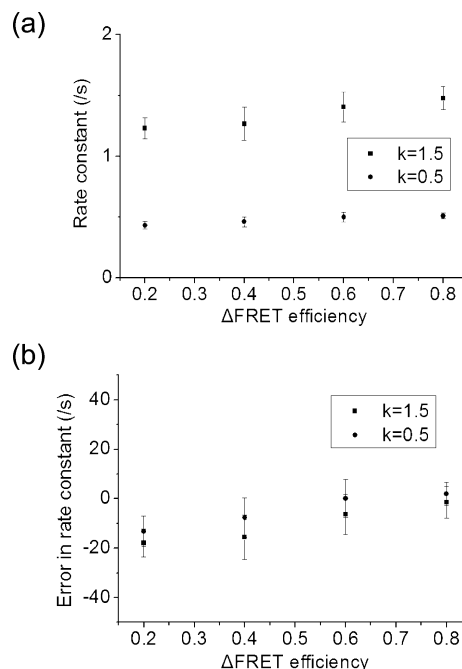 (a)
Rate constant (/s)
2
1
0
k=1.5
k=0.5
0.2 0.3 0.4 0.5 0.6 0.7 0.8
ΔFRET efficiency
(b)
Error in rate constant (/s)
40
20
0
-20
-40
k=1.5
k=0.5
0.2 0.3 0.4 0.5 0.6 0.7 0.8
ΔFRET efficiency